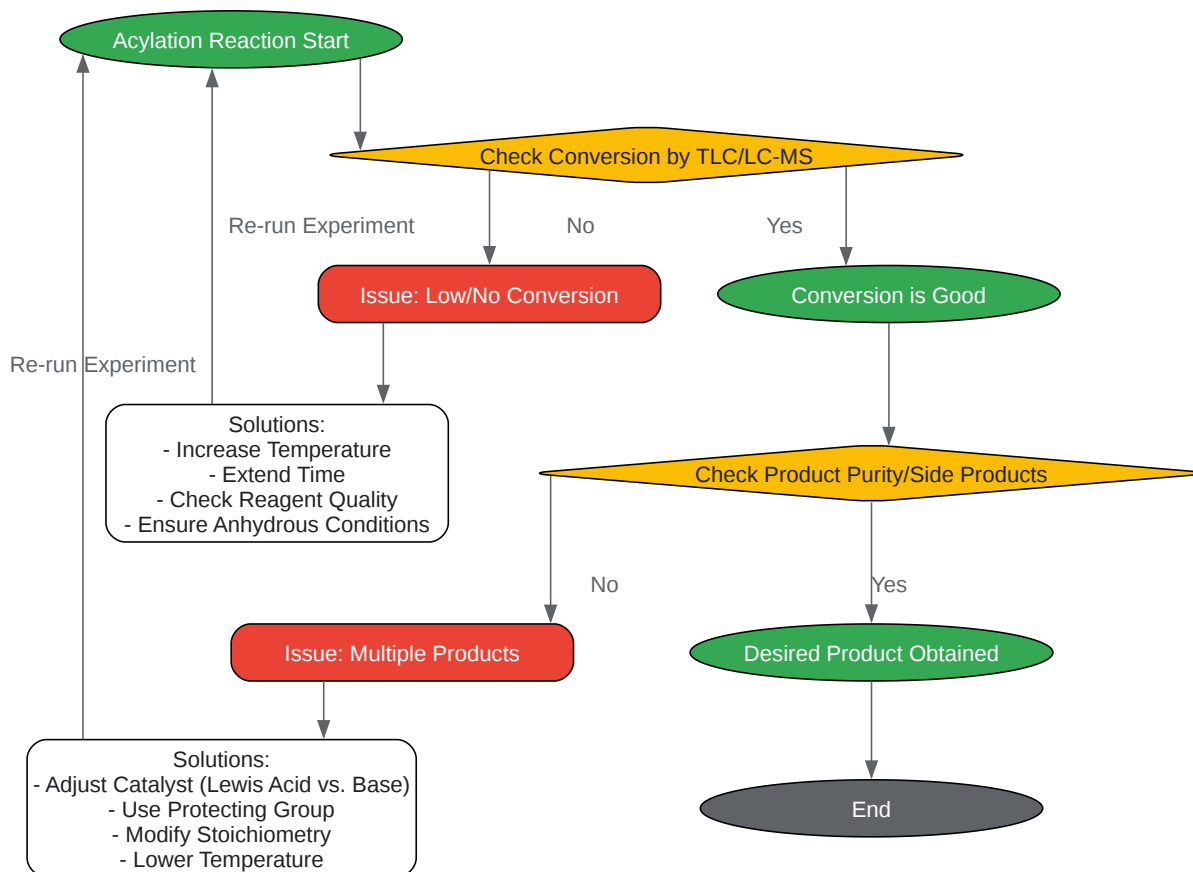 Acylation Reaction Start
Check Conversion by TLC/LC-MS
Re-run Experiment
No
Yes
Issue: Low/No Conversion
Conversion is Good
Re-run Experiment
Solutions:
- Increase Temperature
- Extend Time
- Check Reagent Quality
- Ensure Anhydrous Conditions
Check Product Purity/Side Products
No
Yes
Issue: Multiple Products
Desired Product Obtained
Solutions:
- Adjust Catalyst (Lewis Acid vs. Base)
- Use Protecting Group
- Modify Stoichiometry
- Lower Temperature
End